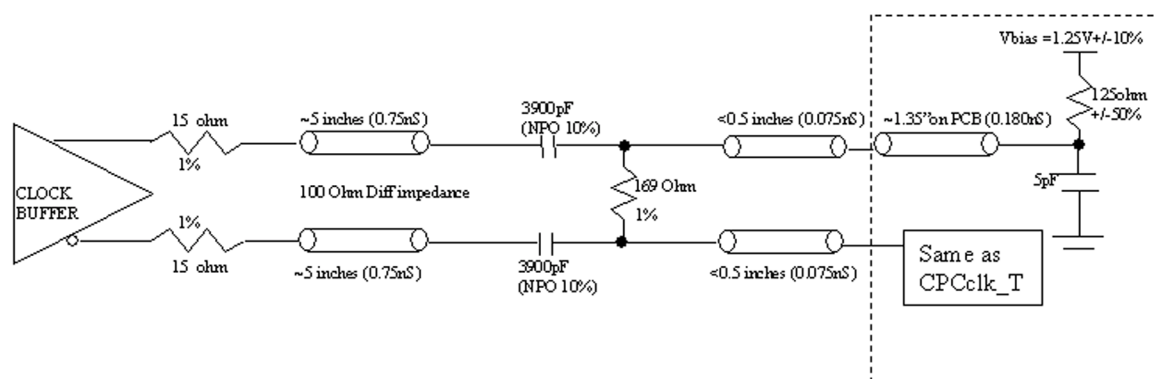 Vbias =1.25V+/-10%
125ohm
+/-50%
3900pF
(NPO 10%)
15 ohm
~5 inches (0.75nS)
<0.5 inches (0.075nS)
~1.35"on PCB (0.180nS)
1%
5pF
CLOCK
BUFFER
100 Ohm Diff impedance
169 Ohm
1%
1%
15 ohm
~5 inches (0.75nS)
3900pF
(NPO 10%)
<0.5 inches (0.075nS)
Same as
CPCclk_T